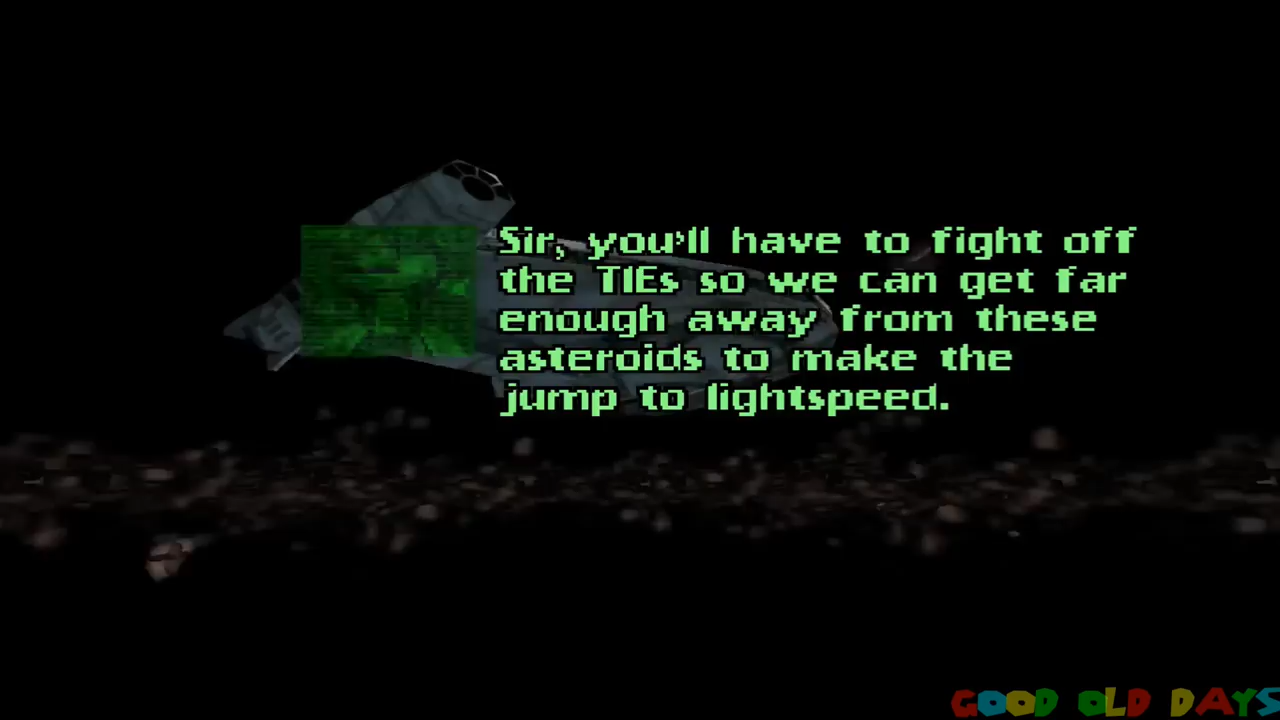 Sir, you'll have to fight off
the TIEs so we can get far
enough away from these
asteroids to make the
jump to lightspeed.
GOOD OLD DAYS